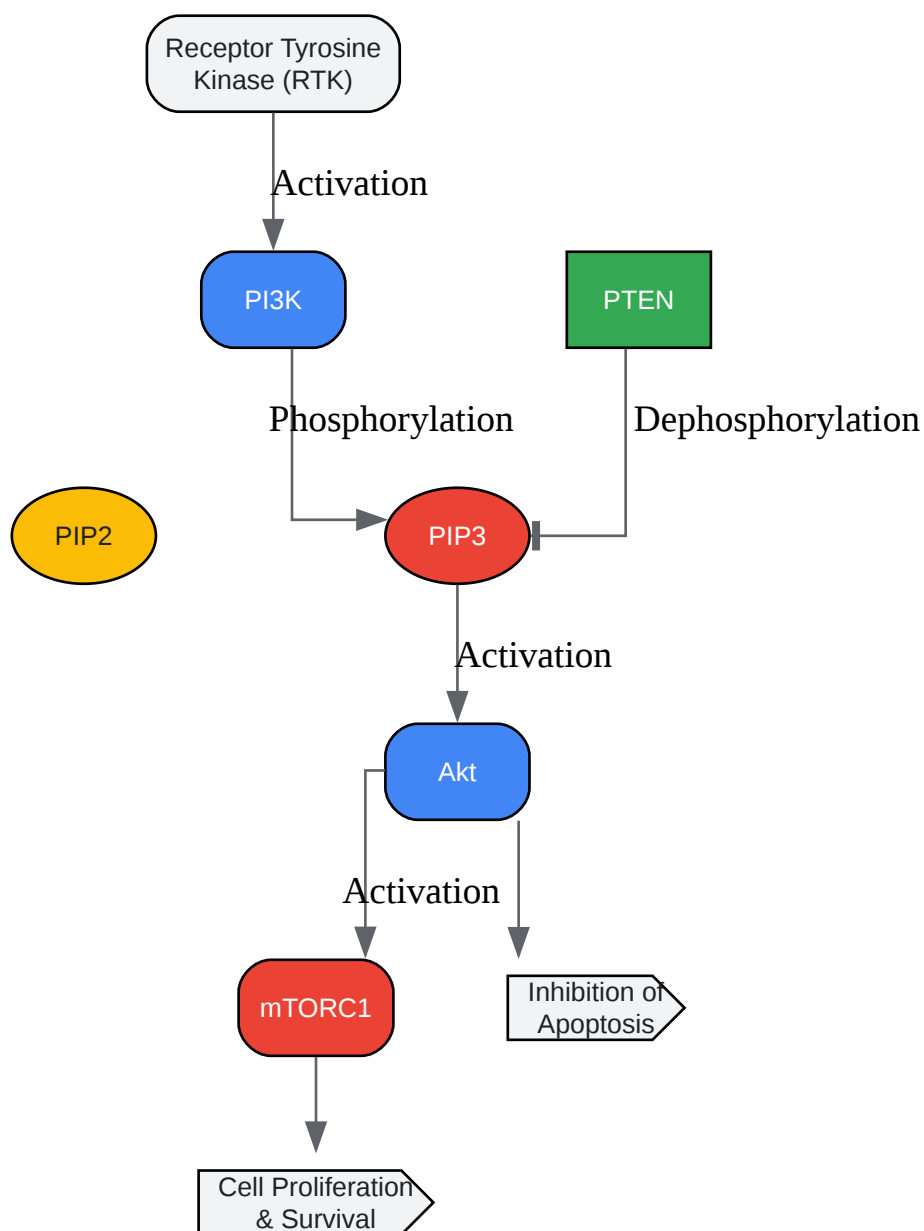 Receptor Tyrosine
Kinase (RTK)
Activation
PI3K
PTEN
Phosphorylation
Dephosphorylation
PIP2
PIP3
Activation
Akt
Activation
mTORC1
Inhibition of
Apoptosis
Cell Proliferation
& Survival